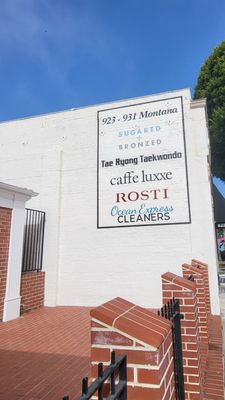 923 - 931 Montana
SUGARED
+
BRONZED
Tae Ryong Taekwondo
caffe luxxe
ROSTI
Ocean Express
CLEANERS